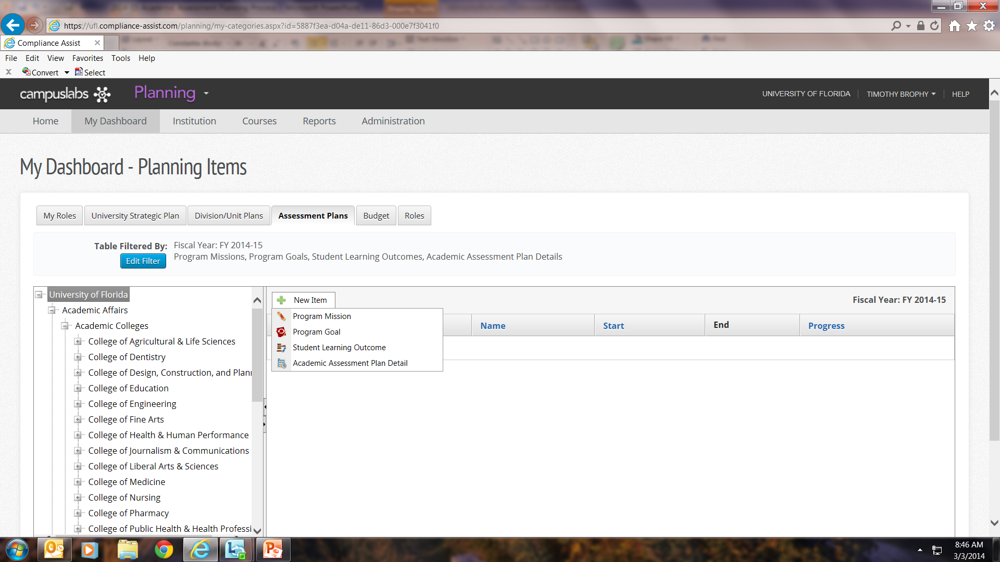 https://ufl.compliance-assist.com/planning/my-categories.aspx?id=5887f3ea-d04a-de11-86d3-000e7f3041f0
Compliance Assist
File Edit View Favorites Tools Help
Convert Select
campuslabs Planning UNIVERSITY OF FLORIDA TIMOTHY BROPHY HELP
Home My Dashboard Institution Courses Reports Administration
My Dashboard - Planning Items
My Roles University Strategic Plan Division/Unit Plans Assessment Plans Budget Roles
Table Filtered By: Fiscal Year: FY 2014-15
Edit Filter Program Missions, Program Goals, Student Learning Outcomes, Academic Assessment Plan Details
University of Florida
Academic Affairs
Academic Colleges
College of Agricultural & Life Sciences
College of Dentistry
College of Design, Construction, and Plann
College of Education
College of Engineering
College of Fine Arts
College of Health & Human Performance
College of Journalism & Communications
College of Liberal Arts & Sciences
College of Medicine
College of Nursing
College of Pharmacy
College of Public Health & Health Professi
New Item Fiscal Year: FY 2014-15
Program Mission
Program Goal
Student Learning Outcome
Academic Assessment Plan Detail
Name Start End Progress
8:46 AM
3/3/2014